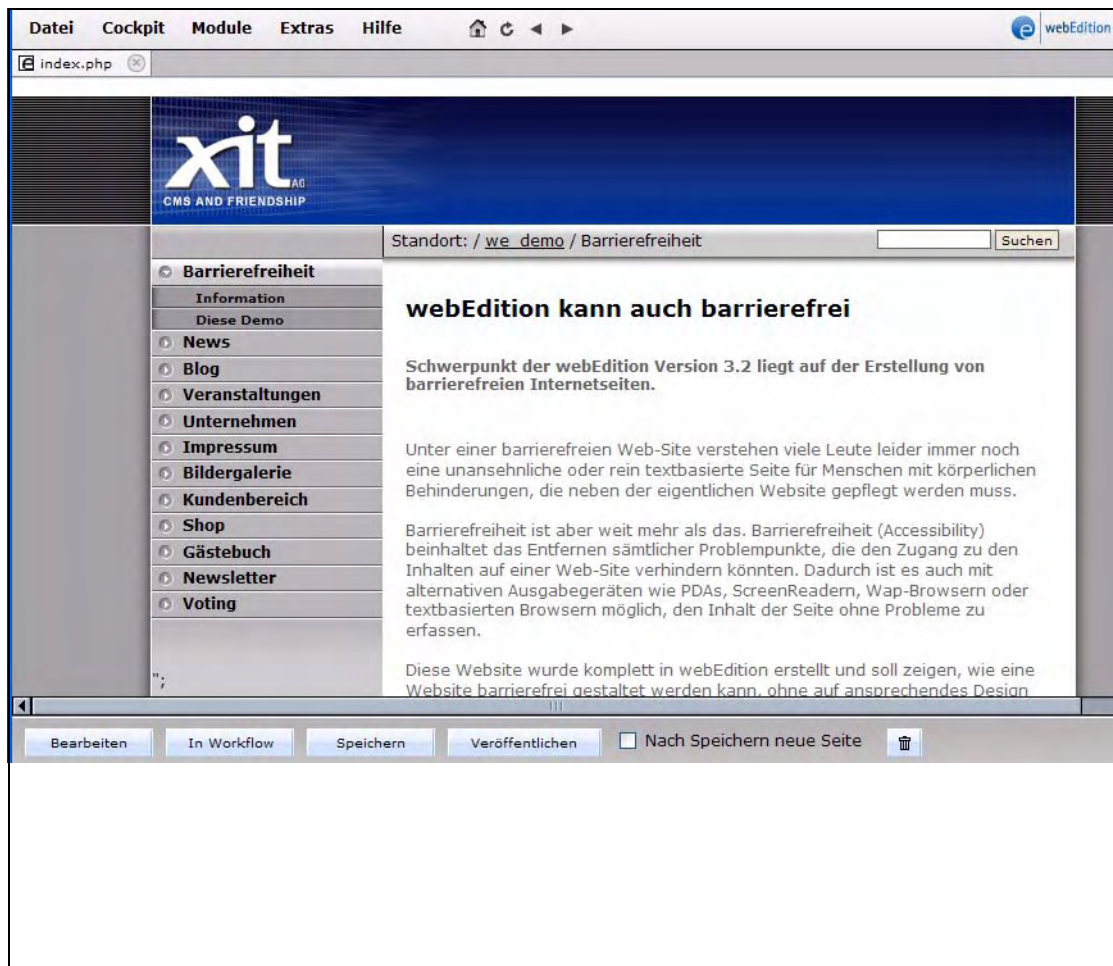 Datei Cockpit Module Extras Hilfe
webEdition
index.php
xit AG
CMS AND FRIENDSHIP
Standort: / we_demo / Barrierefreiheit
Suchen
Barrierefreiheit
Information
Diese Demo
News
Blog
Veranstaltungen
Unternehmen
Impressum
Bildergalerie
Kundenbereich
Shop
Gästebuch
Newsletter
Voting
";
webEdition kann auch barrierefrei
Schwerpunkt der webEdition Version 3.2 liegt auf der Erstellung von
barrierefreien Internetseiten.
Unter einer barrierefreien Web-Site verstehen viele Leute leider immer noch
eine unansehnliche oder rein textbasierte Seite für Menschen mit körperlichen
Behinderungen, die neben der eigentlichen Website gepflegt werden muss.
Barrierefreiheit ist aber weit mehr als das. Barrierefreiheit (Accessibility)
beinhaltet das Entfernen sämtlicher Problempunkte, die den Zugang zu den
Inhalten auf einer Web-Site verhindern könnten. Dadurch ist es auch mit
alternativen Ausgabegeräten wie PDAs, ScreenReadern, Wap-Browsern oder
textbasierten Browsern möglich, den Inhalt der Seite ohne Probleme zu
erfassen.
Diese Website wurde komplett in webEdition erstellt und soll zeigen, wie eine
Website barrierefrei gestaltet werden kann, ohne auf ansprechendes Design
Bearbeiten In Workflow Speichern Veröffentlichen Nach Speichern neue Seite